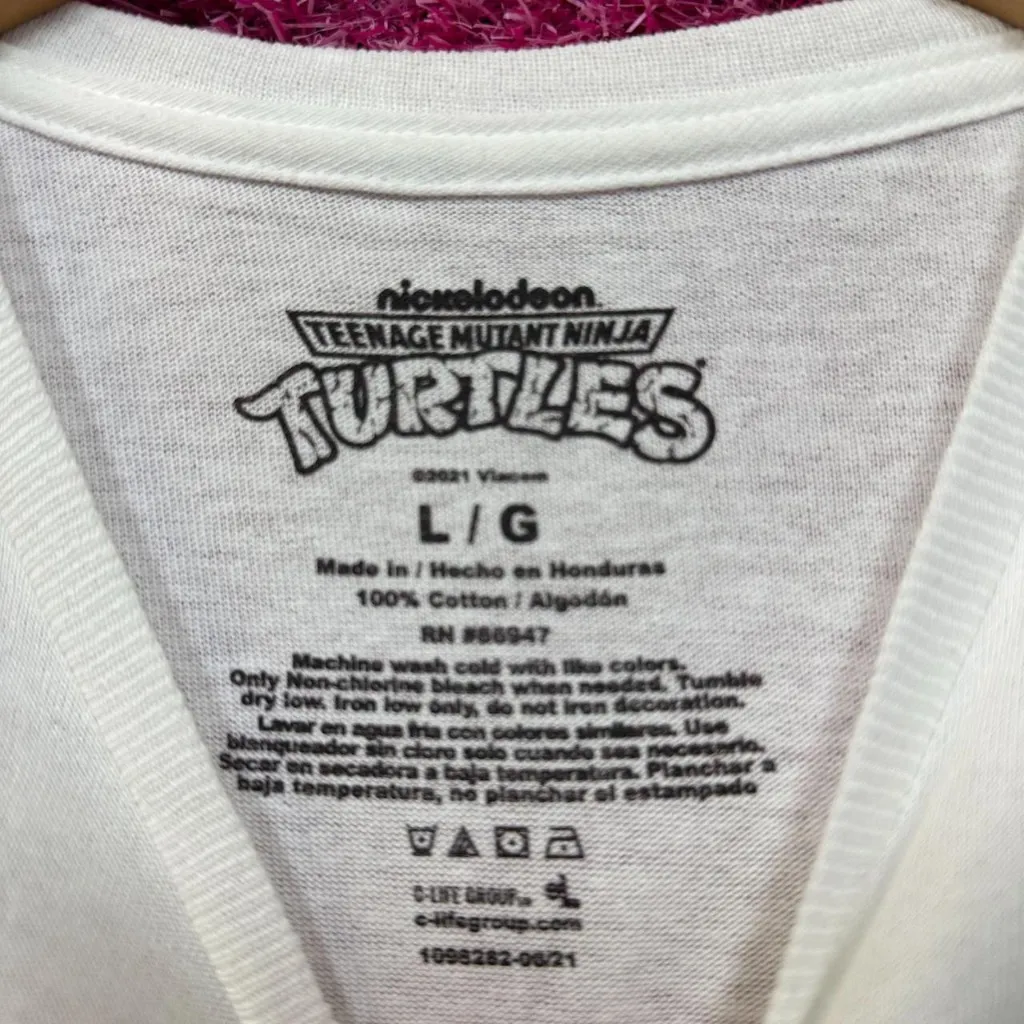 nickelodeon
TEENAGE MUTANT NINJA
TURTLES
©2021 Viacom
L / G
Made in / Hecho en Honduras
100% Cotton / Algodón
RN #86947
Machine wash cold with like colors.
Only Non-chlorine bleach when needed. Tumble
dry low. Iron low only, do not iron decoration.
Lavar en agua fria con colores similares. Use
blanqueador sin cloro solo cuando sea necesario.
Secar en secadora a baja temperatura. Planchar a
baja temperatura, no planchar el estampado
C-LIFE GROUP
c-lifegroup.com
1098282-06/21